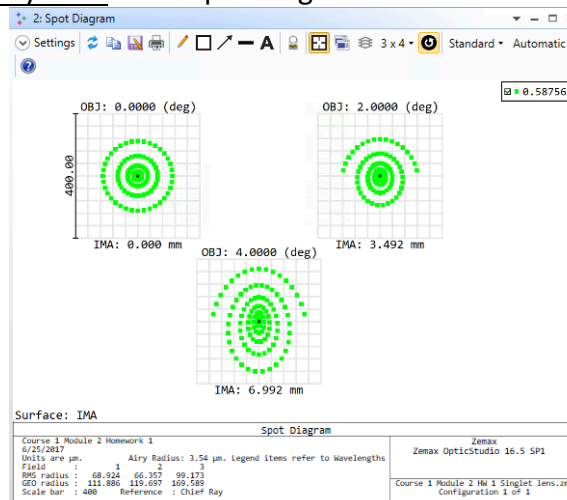 2: Spot Diagram
Settings 3 x 4 Standard Automatic
0.58756
OBJ: 0.0000 (deg)
OBJ: 2.0000 (deg)
400.00
IMA: 0.000 mm
IMA: 3.492 mm
OBJ: 4.0000 (deg)
IMA: 6.992 mm
Surface: IMA
Spot Diagram
Course 1 Module 2 Homework 1
6/25/2017
Units are µm. Airy Radius: 3.54 µm. Legend items refer to Wavelengths
Field : 1 2 3
RMS radius : 68.924 66.357 99.173
GEO radius : 111.886 119.697 169.589
Scale bar : 400 Reference : Chief Ray
Zemax
Zemax OpticStudio 16.5 SP1
Course 1 Module 2 HW 1 Singlet lens.zm
Configuration 1 of 1